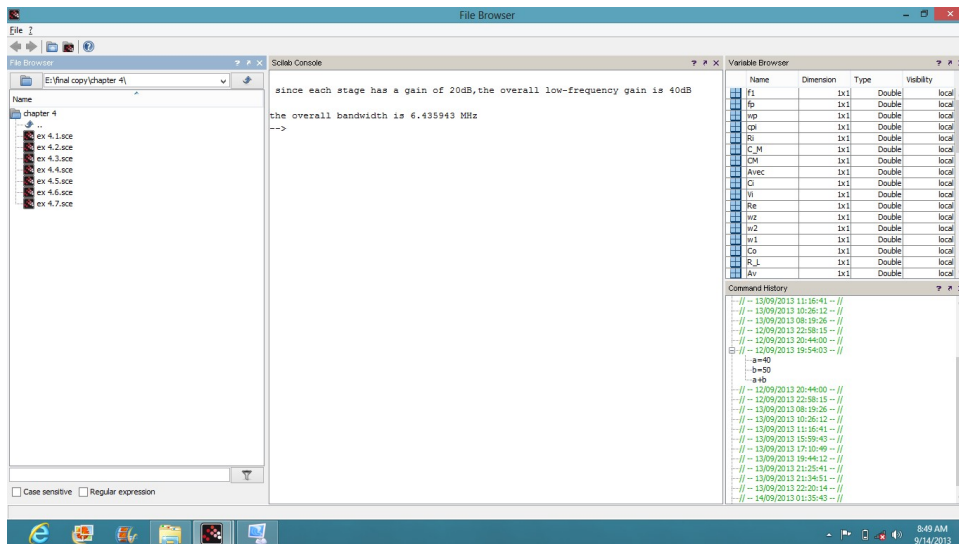 File Browser
File ?
File Browser
E:\final copy\chapter 4\
Name
chapter 4
..
ex 4.1.sce
ex 4.2.sce
ex 4.3.sce
ex 4.4.sce
ex 4.5.sce
ex 4.6.sce
ex 4.7.sce
Case sensitive Regular expression
Scilab Console
since each stage has a gain of 20dB,the overall low-frequency gain is 40dB
the overall bandwidth is 6.435943 MHz
-->
Variable Browser
Name Dimension Type Visibility
f1 1x1 Double local
fp 1x1 Double local
wp 1x1 Double local
cpi 1x1 Double local
Ri 1x1 Double local
C_M 1x1 Double local
CM 1x1 Double local
Avec 1x1 Double local
Ci 1x1 Double local
Vi 1x1 Double local
Re 1x1 Double local
wz 1x1 Double local
w2 1x1 Double local
w1 1x1 Double local
Co 1x1 Double local
R_L 1x1 Double local
Av 1x1 Double local
Command History
// -- 13/09/2013 11:16:41 -- //
// -- 13/09/2013 10:26:12 -- //
// -- 13/09/2013 08:19:26 -- //
// -- 12/09/2013 22:58:15 -- //
// -- 12/09/2013 20:44:00 -- //
// -- 12/09/2013 19:54:03 -- //
a=40
b=50
a+b
// -- 12/09/2013 20:44:00 -- //
// -- 12/09/2013 22:58:15 -- //
// -- 13/09/2013 08:19:26 -- //
// -- 13/09/2013 10:26:12 -- //
// -- 13/09/2013 11:16:41 -- //
// -- 13/09/2013 15:59:43 -- //
// -- 13/09/2013 17:10:49 -- //
// -- 13/09/2013 19:44:12 -- //
// -- 13/09/2013 21:25:41 -- //
// -- 13/09/2013 21:34:51 -- //
// -- 13/09/2013 22:20:14 -- //
// -- 14/09/2013 01:35:43 -- //
8:49 AM
9/14/2013